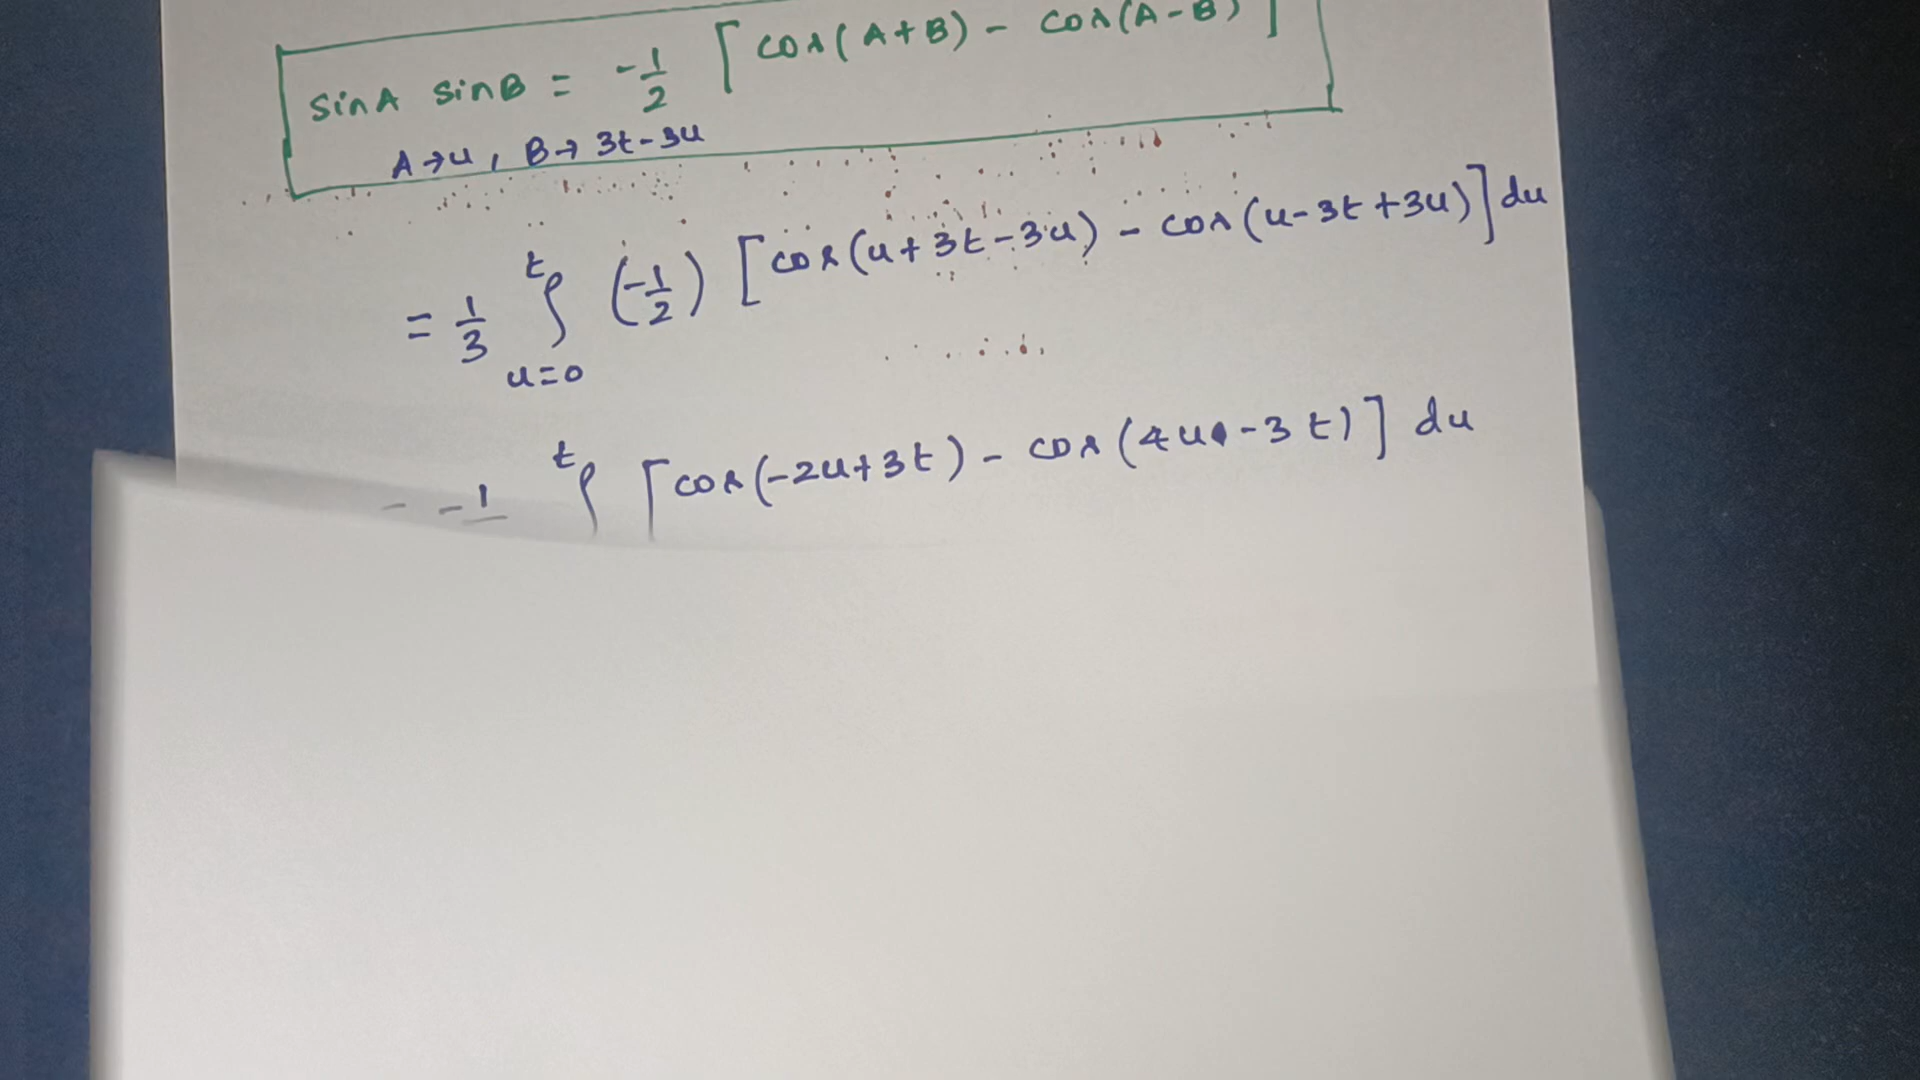 sinA sinB = -1/2 [cos(A+B) - cos(A-B)]
A→u, B→3t-3u
= 1/3 ∫ t u=0 (-1/2) [cos(u+3t-3u) - cos(u-3t+3u)] du
= -1 ∫ t [cos(-2u+3t) - cos(4u-3t)] du